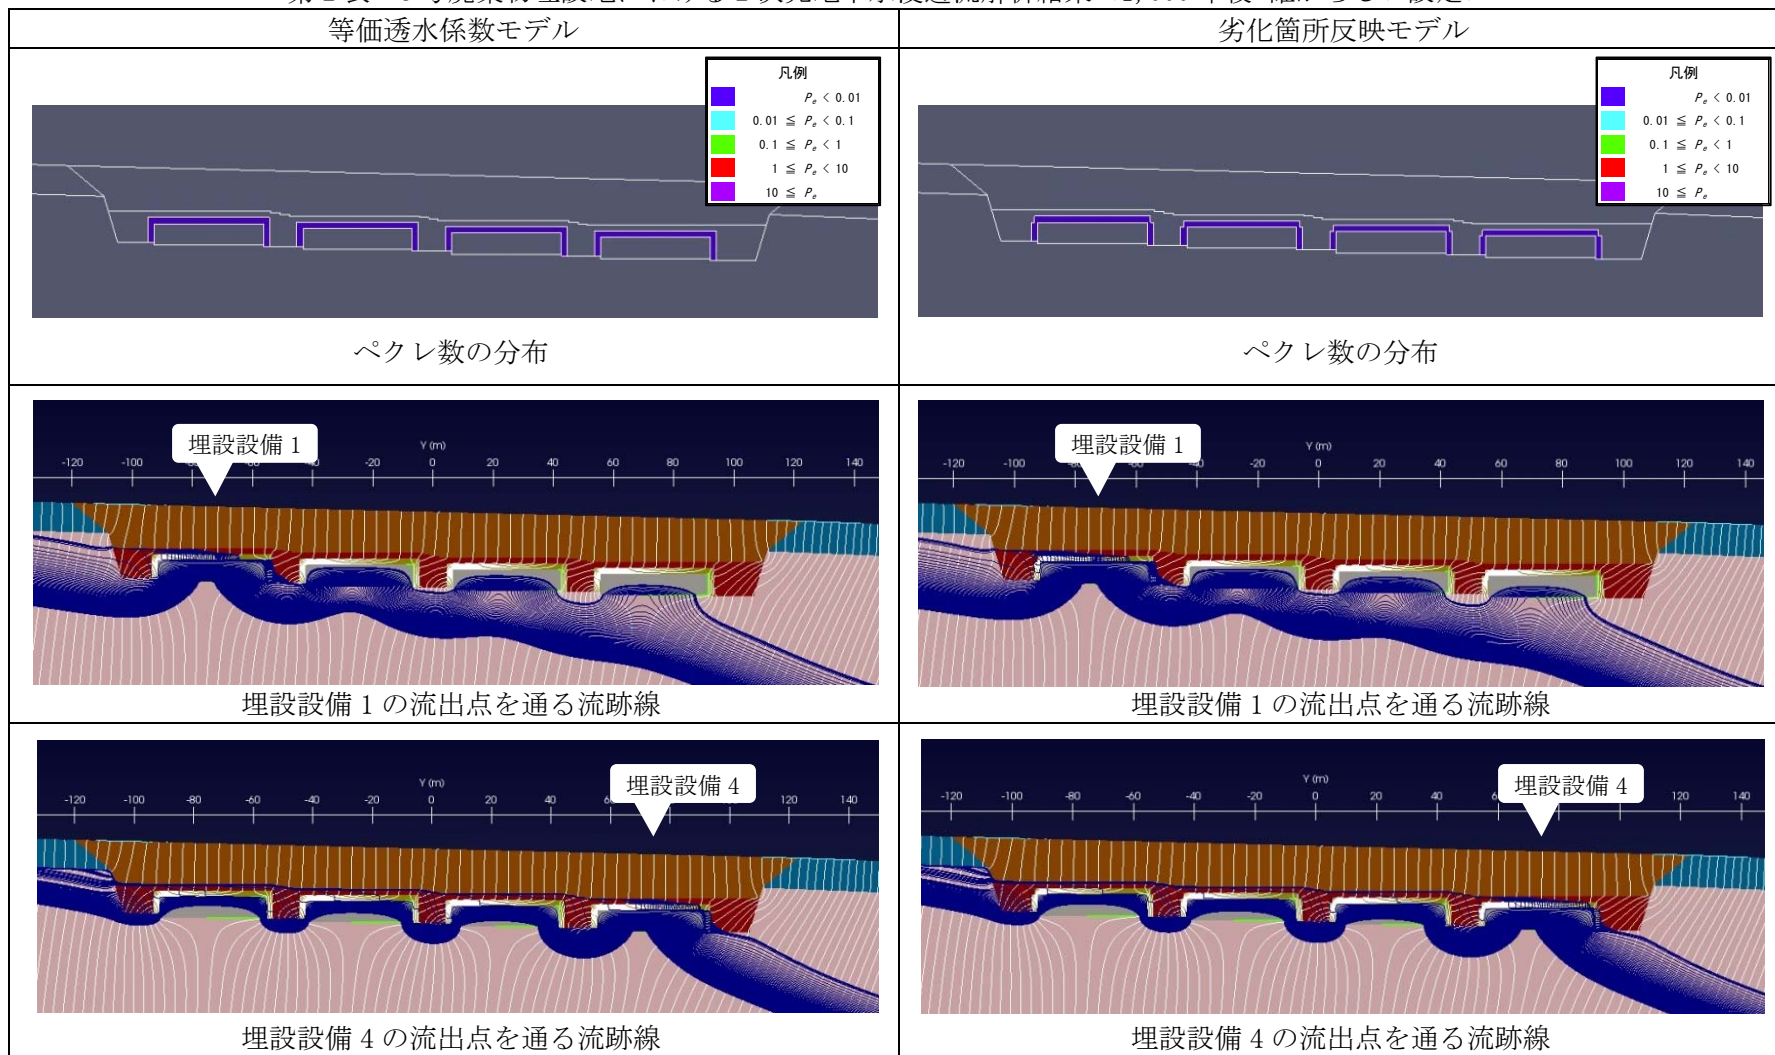 等価透水係数モデル
劣化箇所反映モデル
凡例
Pe < 0.01
0.01 ≦ Pe < 0.1
0.1 ≦ Pe < 1
1 ≦ Pe < 10
10 ≦ Pe
凡例
Pe < 0.01
0.01 ≦ Pe < 0.1
0.1 ≦ Pe < 1
1 ≦ Pe < 10
10 ≦ Pe
ペクレ数の分布
ペクレ数の分布
埋設設備 1
Y (m)
-120 -100 -40 -20 0 20 40 60 80 100 120 140
埋設設備 1
Y (m)
-120 -100 -40 -20 0 20 40 60 80 100 120 140
埋設設備 1 の流出点を通る流跡線
埋設設備 1 の流出点を通る流跡線
埋設設備 4
Y (m)
-120 -100 -80 -60 -40 -20 0 20 40 120 140
埋設設備 4
Y (m)
-120 -100 -80 -60 -40 -20 0 20 40 120 140
埋設設備 4 の流出点を通る流跡線
埋設設備 4 の流出点を通る流跡線